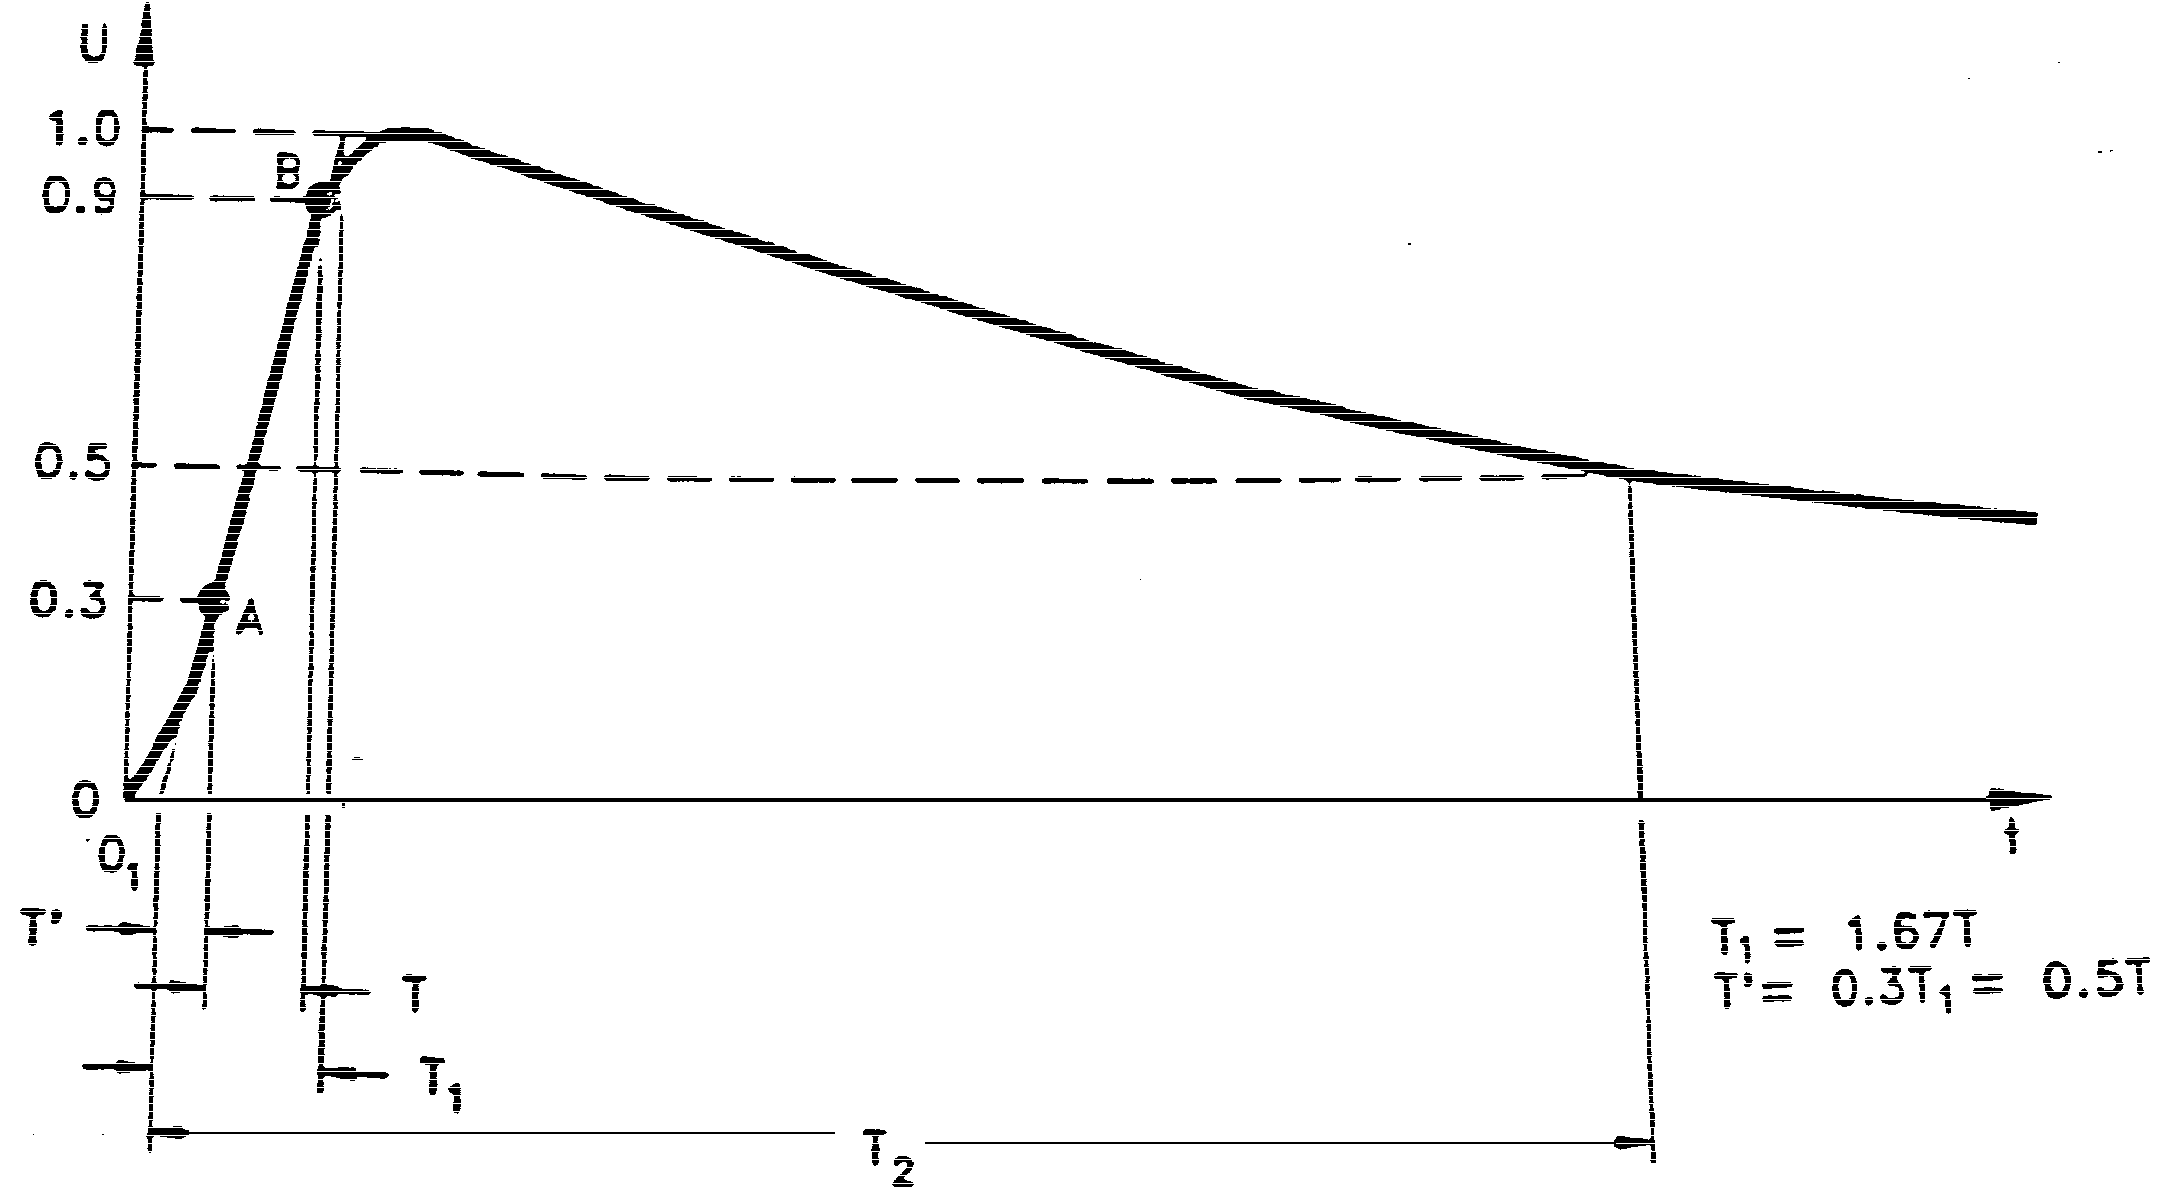 U
1.0
B
0.9
0.5
0.3
A
0
O₁
t
T'
T₁ = 1.67T
T' = 0.3T₁ = 0.5T
T
T₁
T₂